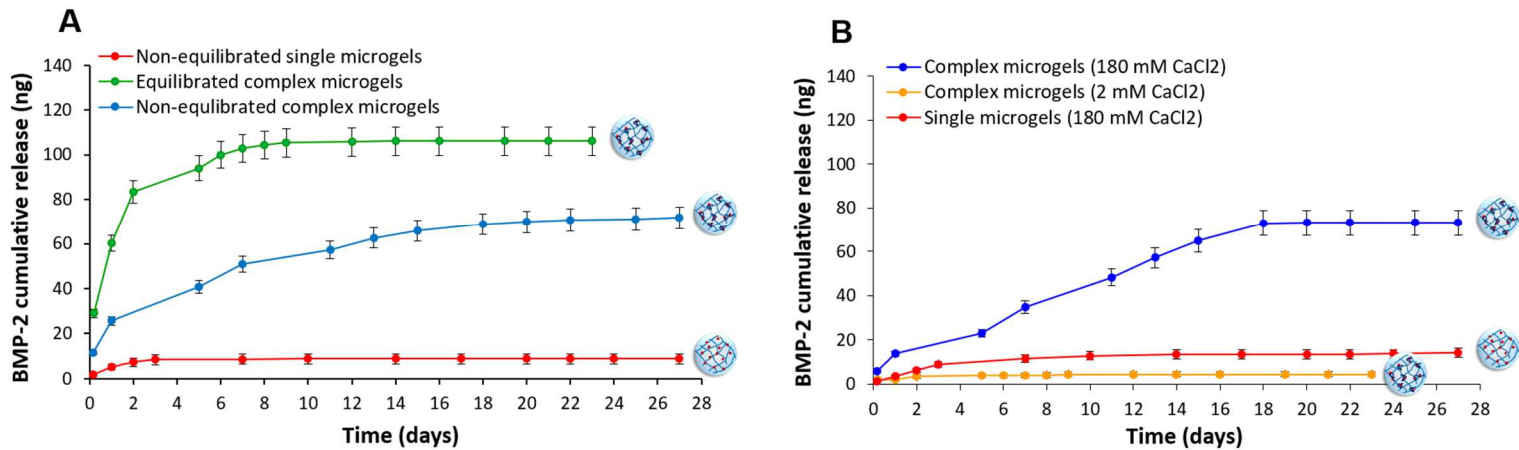 A
Non-equilibrated single microgels
Equilibrated complex microgels
Non-equlibrated complex microgels
BMP-2 cumulative release (ng)
140
120
100
80
60
40
20
0
0 2 4 6 8 10 12 14 16 18 20 22 24 26 28
Time (days)
B
Complex microgels (180 mM CaCl2)
Complex microgels (2 mM CaCl2)
Single microgels (180 mM CaCl2)
BMP-2 cumulative release (ng)
140
120
100
80
60
40
20
0
0 2 4 6 8 10 12 14 16 18 20 22 24 26 28
Time (days)